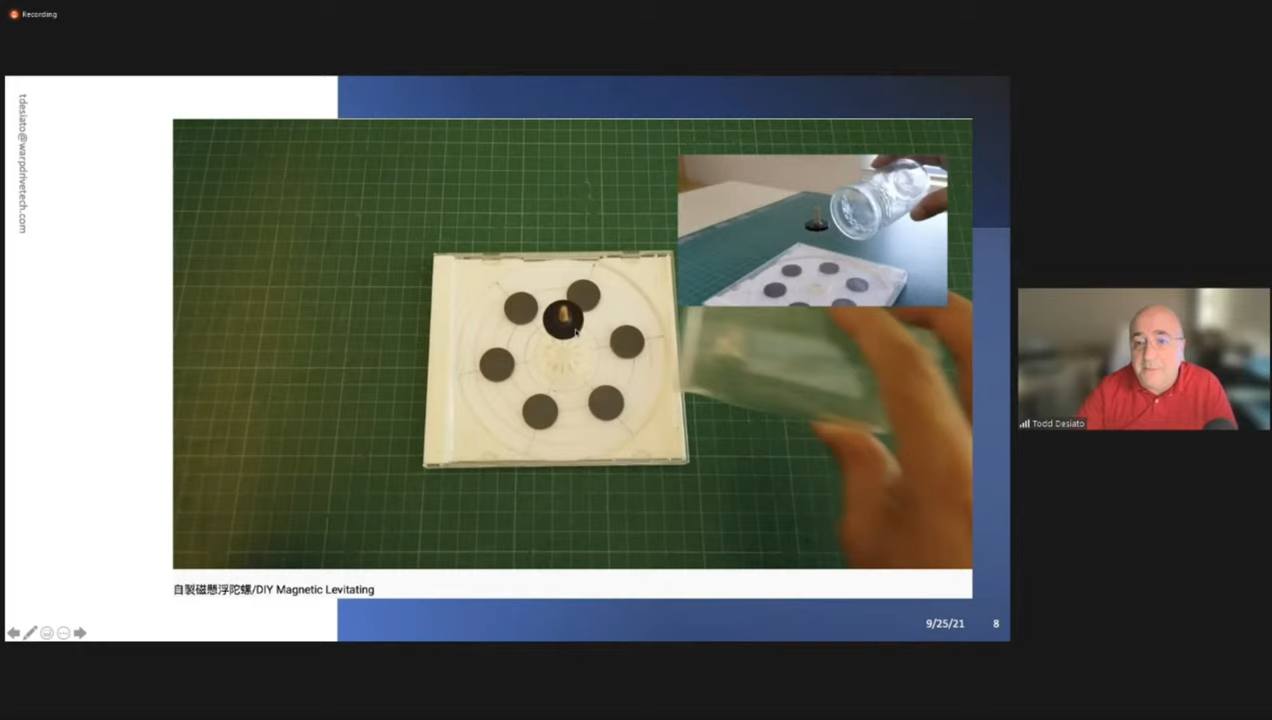 Recording
tdesiato@warpdrivetech.com
Todd Desiato
自製磁懸浮陀螺/DIY Magnetic Levitating
9/25/21
8